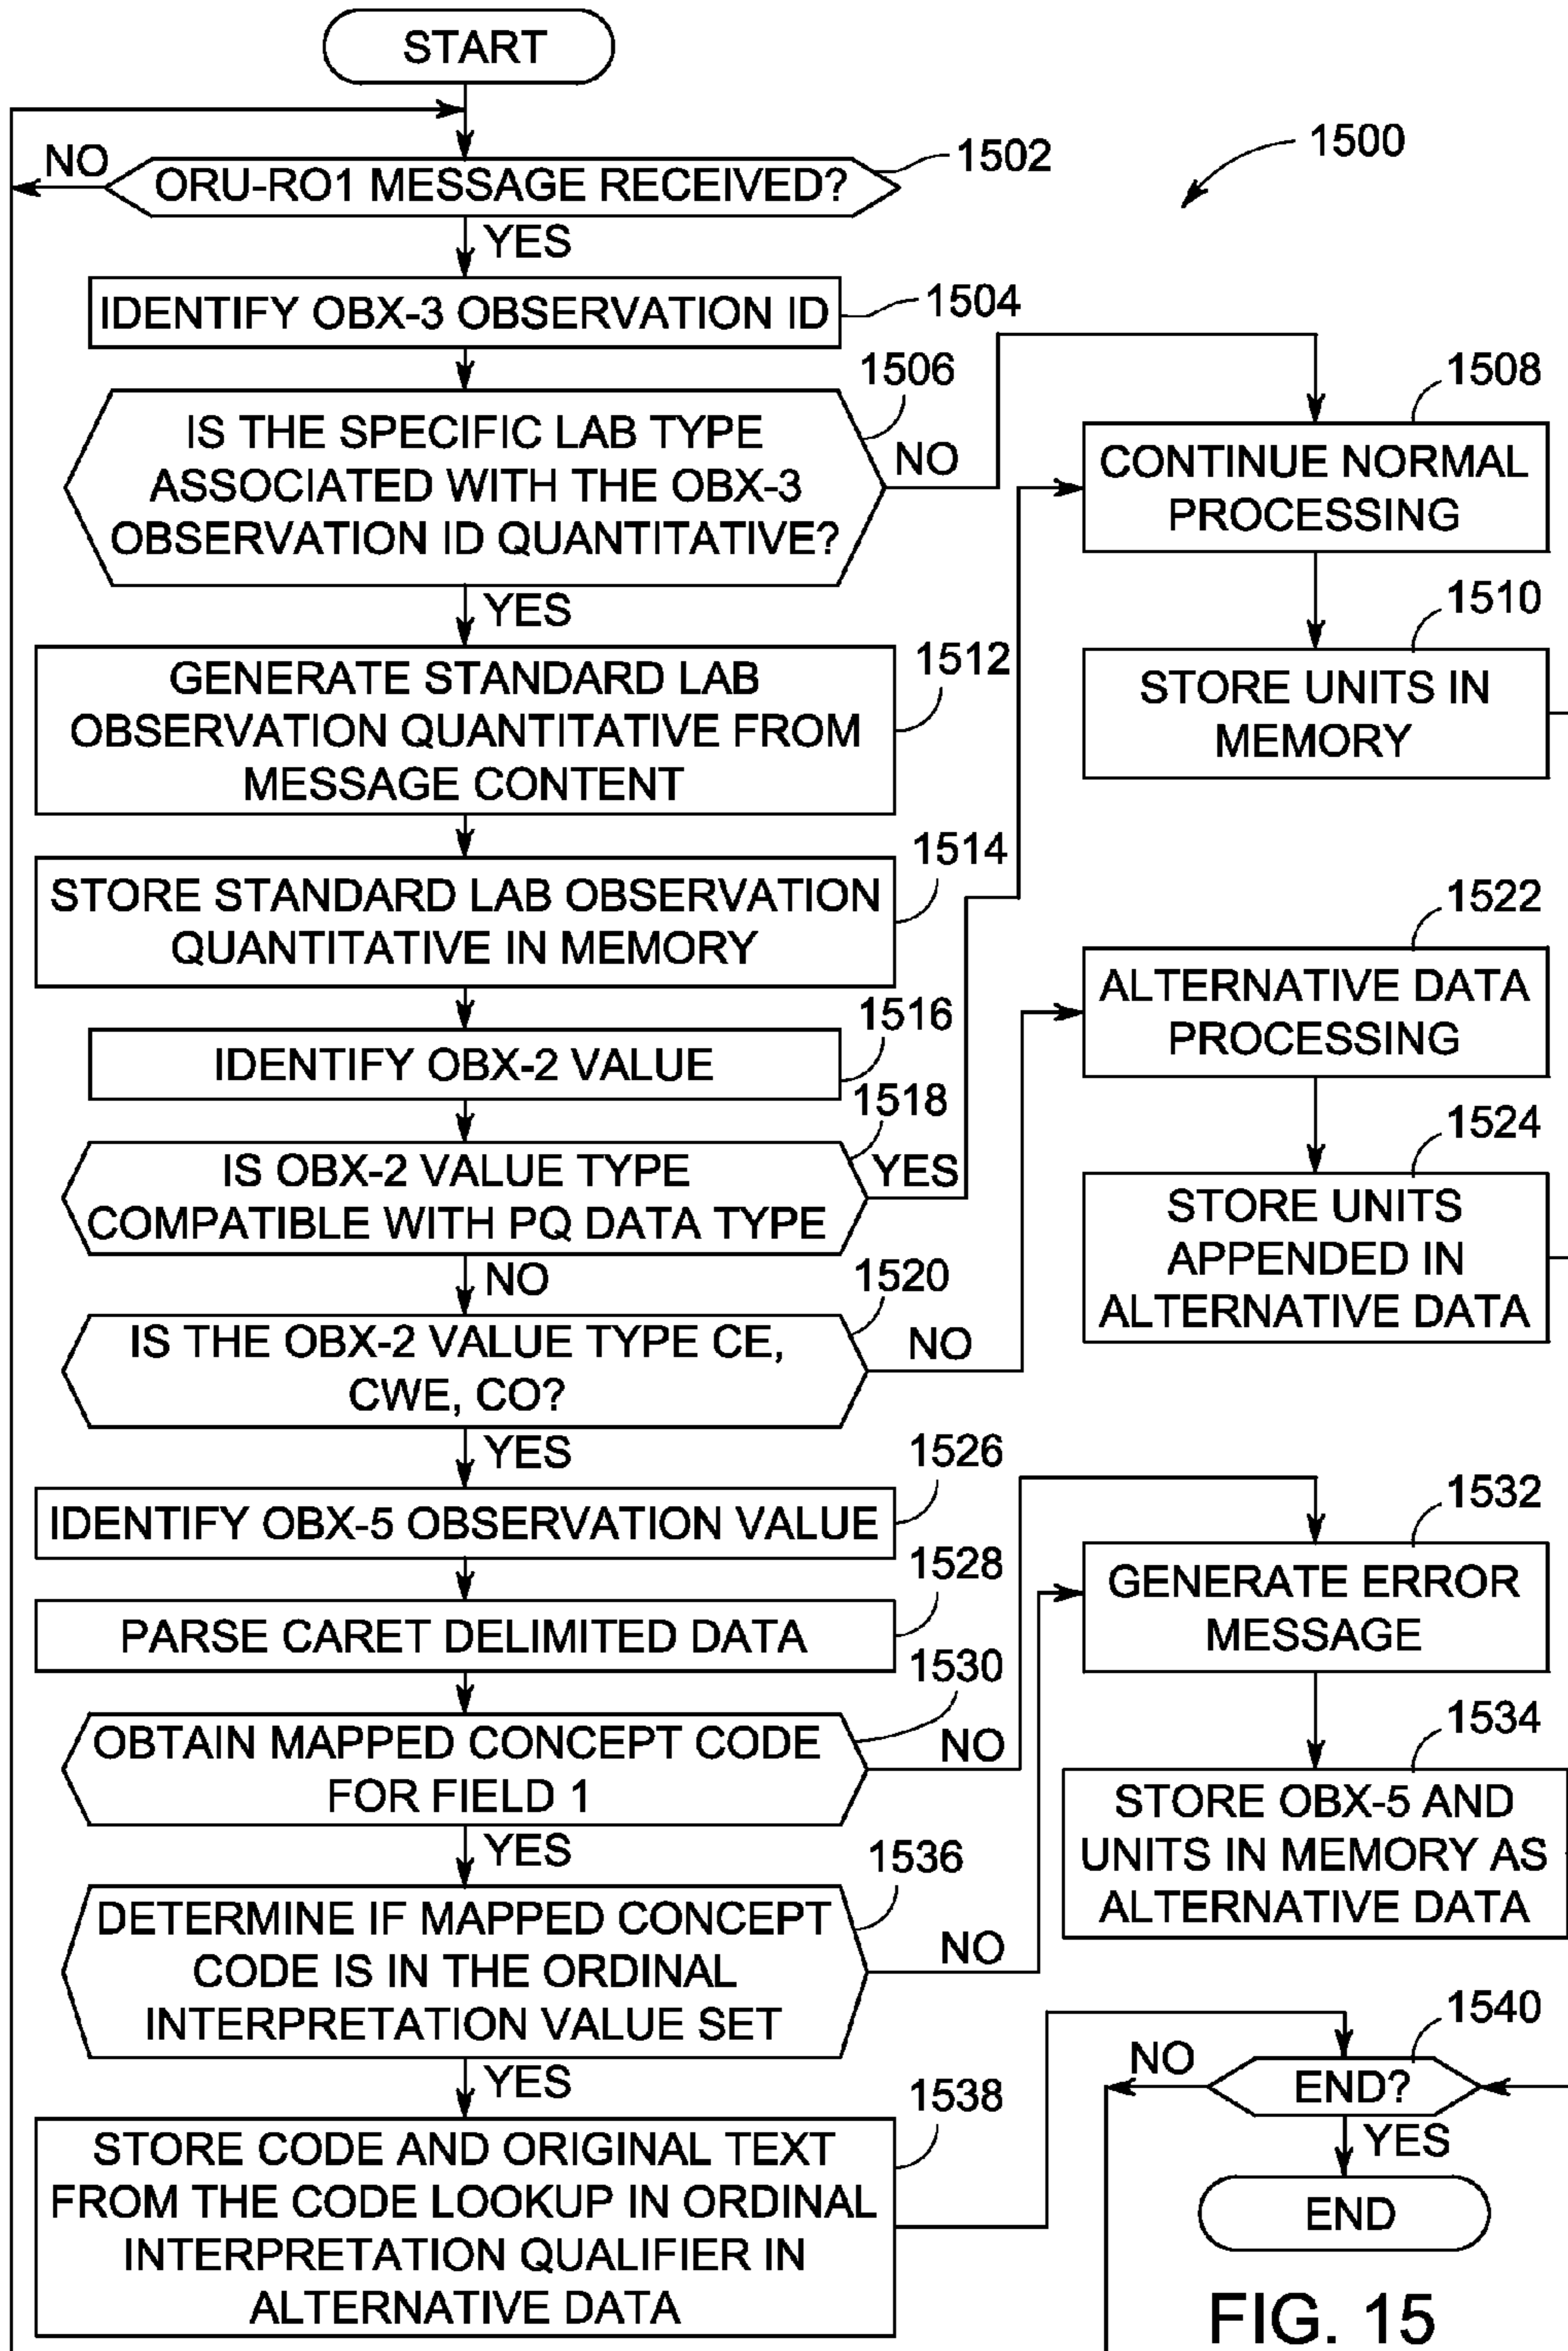 START
NO
ORU-RO1 MESSAGE RECEIVED?
1502
1500
YES
IDENTIFY OBX-3 OBSERVATION ID
1504
1506
IS THE SPECIFIC LAB TYPE
ASSOCIATED WITH THE OBX-3
OBSERVATION ID QUANTITATIVE?
NO
1508
CONTINUE NORMAL
PROCESSING
YES
1510
STORE UNITS IN
MEMORY
GENERATE STANDARD LAB
OBSERVATION QUANTITATIVE FROM
MESSAGE CONTENT
1512
STORE STANDARD LAB OBSERVATION
QUANTITATIVE IN MEMORY
1514
1522
ALTERNATIVE DATA
PROCESSING
IDENTIFY OBX-2 VALUE
1516
1518
IS OBX-2 VALUE TYPE
COMPATIBLE WITH PQ DATA TYPE
YES
1524
STORE UNITS
APPENDED IN
ALTERNATIVE DATA
NO
1520
IS THE OBX-2 VALUE TYPE CE,
CWE, CO?
NO
YES
1526
IDENTIFY OBX-5 OBSERVATION VALUE
1528
PARSE CARET DELIMITED DATA
1532
GENERATE ERROR
MESSAGE
1530
OBTAIN MAPPED CONCEPT CODE
FOR FIELD 1
NO
1534
STORE OBX-5 AND
UNITS IN MEMORY AS
ALTERNATIVE DATA
YES
1536
DETERMINE IF MAPPED CONCEPT
CODE IS IN THE ORDINAL
INTERPRETATION VALUE SET
NO
1540
NO
END?
YES
YES
1538
STORE CODE AND ORIGINAL TEXT
FROM THE CODE LOOKUP IN ORDINAL
INTERPRETATION QUALIFIER IN
ALTERNATIVE DATA
END
FIG. 15